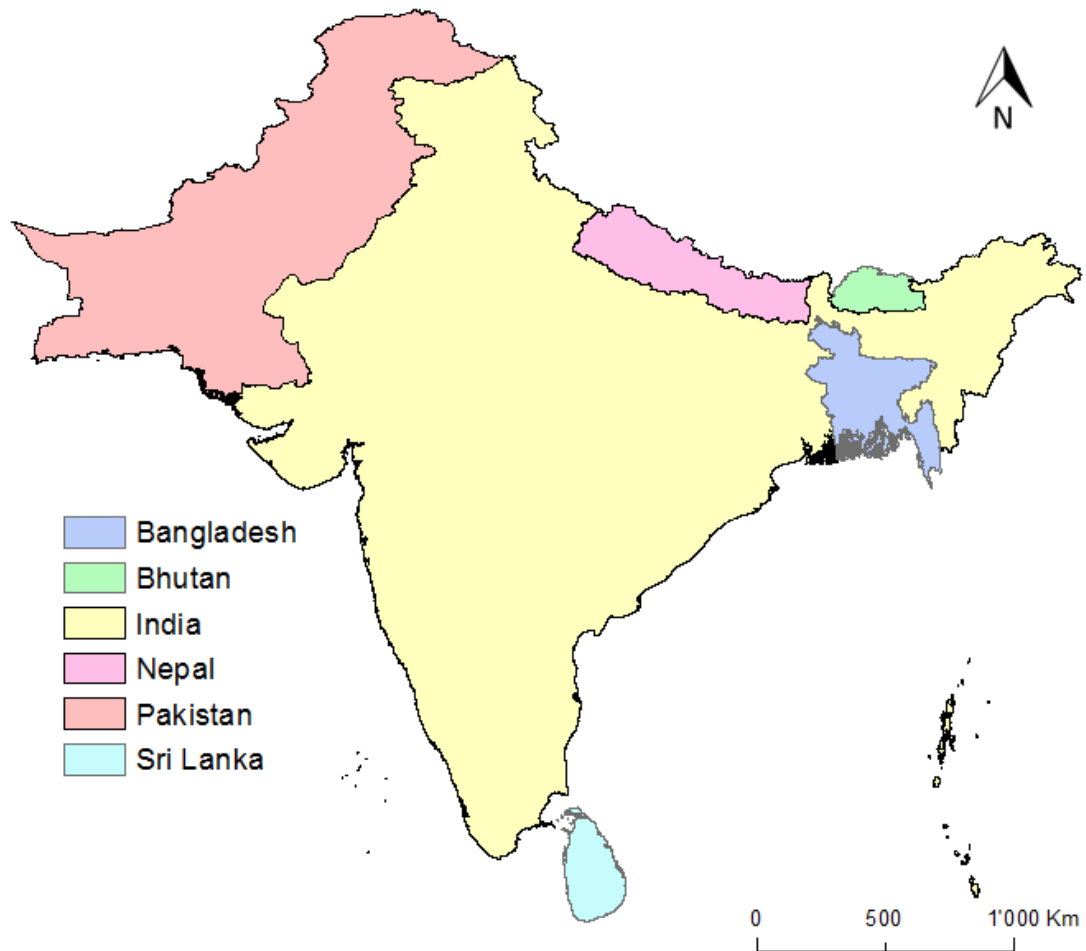 N
Bangladesh
Bhutan
India
Nepal
Pakistan
Sri Lanka
0 500 1'000 Km